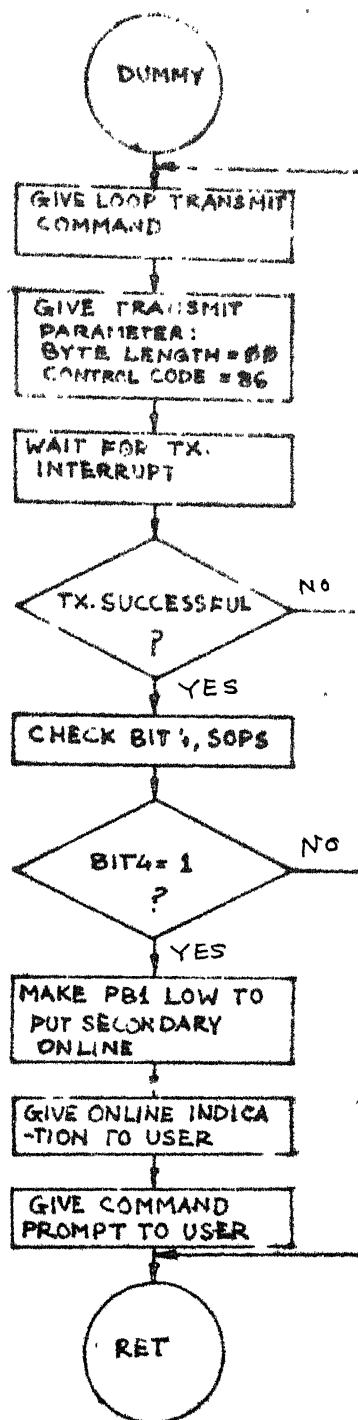 DUMMY
GIVE LOOP TRANSMIT
COMMAND
GIVE TRANSMIT
PARAMETER:
BYTE LENGTH = 00
CONTROL CODE = 86
WAIT FOR TX.
INTERRUPT
TX. SUCCESSFUL
?
NO
YES
CHECK BIT 4, SOPS
BIT4 = 1
?
NO
YES
MAKE PB1 LOW TO
PUT SECONDARY
ONLINE
GIVE ONLINE INDICA
-TION TO USER
GIVE COMMAND
PROMPT TO USER
RET